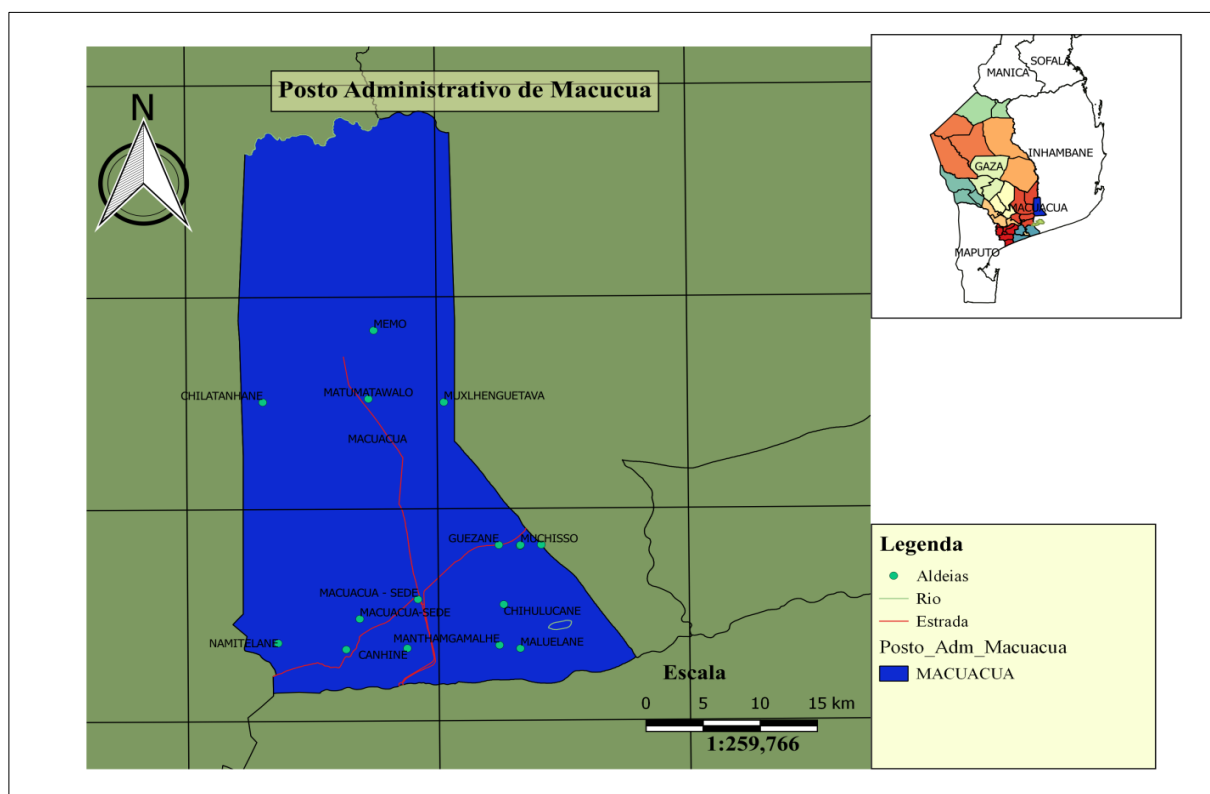 Posto Administrativo de Macucua
N
MEMO
CHILATANHANE
MATUMATAWALO
MUXLHENGUETAVA
MACUACUA
GUEZANE
MUCHISSO
MACUACUA - SEDE
CHIHULUCANE
MACUACUA-SEDE
NAMITELANE
CANHINE
MANTHAMGAMALHE
MALUELANE
Escala
0 5 10 15 km
1:259,766
SOFALA
MANICA
INHAMBANE
GAZA
MACUACUA
MAPUTO
Legenda
Aldeias
Rio
Estrada
Posto_Adm_Macuacua
MACUACUA